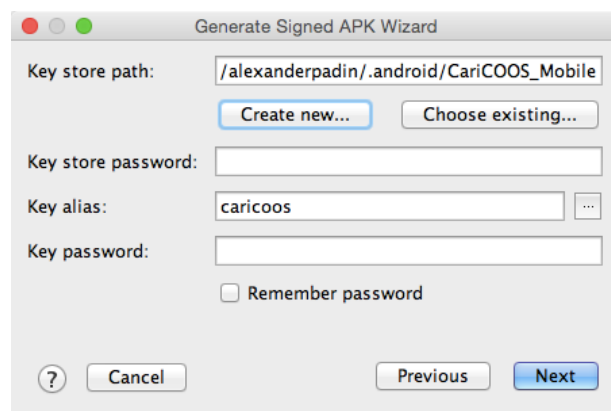 Generate Signed APK Wizard
Key store path: /alexanderpadin/.android/CariCOOS_Mobile
Create new... Choose existing...
Key store password:
Key alias: caricoos ...
Key password:
Remember password
? Cancel Previous Next